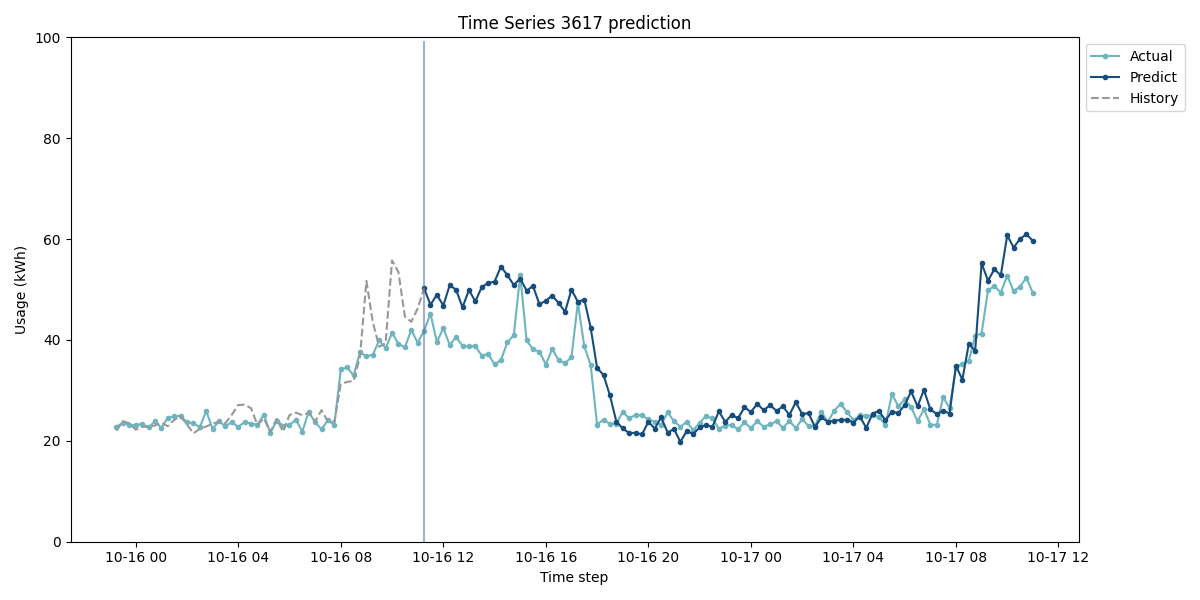 Time Series 3617 prediction
100
80
60
40
20
0
Usage (kWh)
10-16 00
10-16 04
10-16 08
10-16 12
10-16 16
10-16 20
10-17 00
10-17 04
10-17 08
10-17 12
Time step
Actual
Predict
History